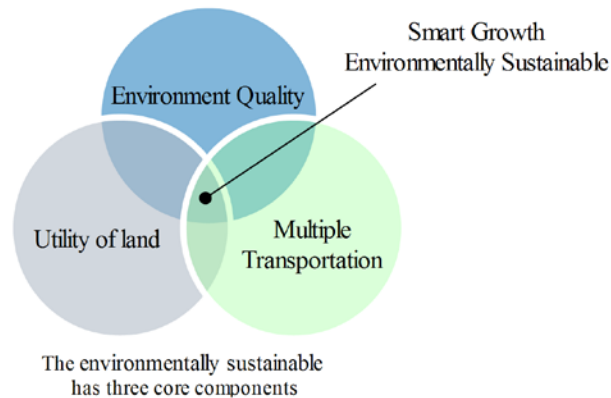 Smart Growth
Environmentally Sustainable
Environment Quality
Utility of land
Multiple
Transportation
The environmentally sustainable
has three core components